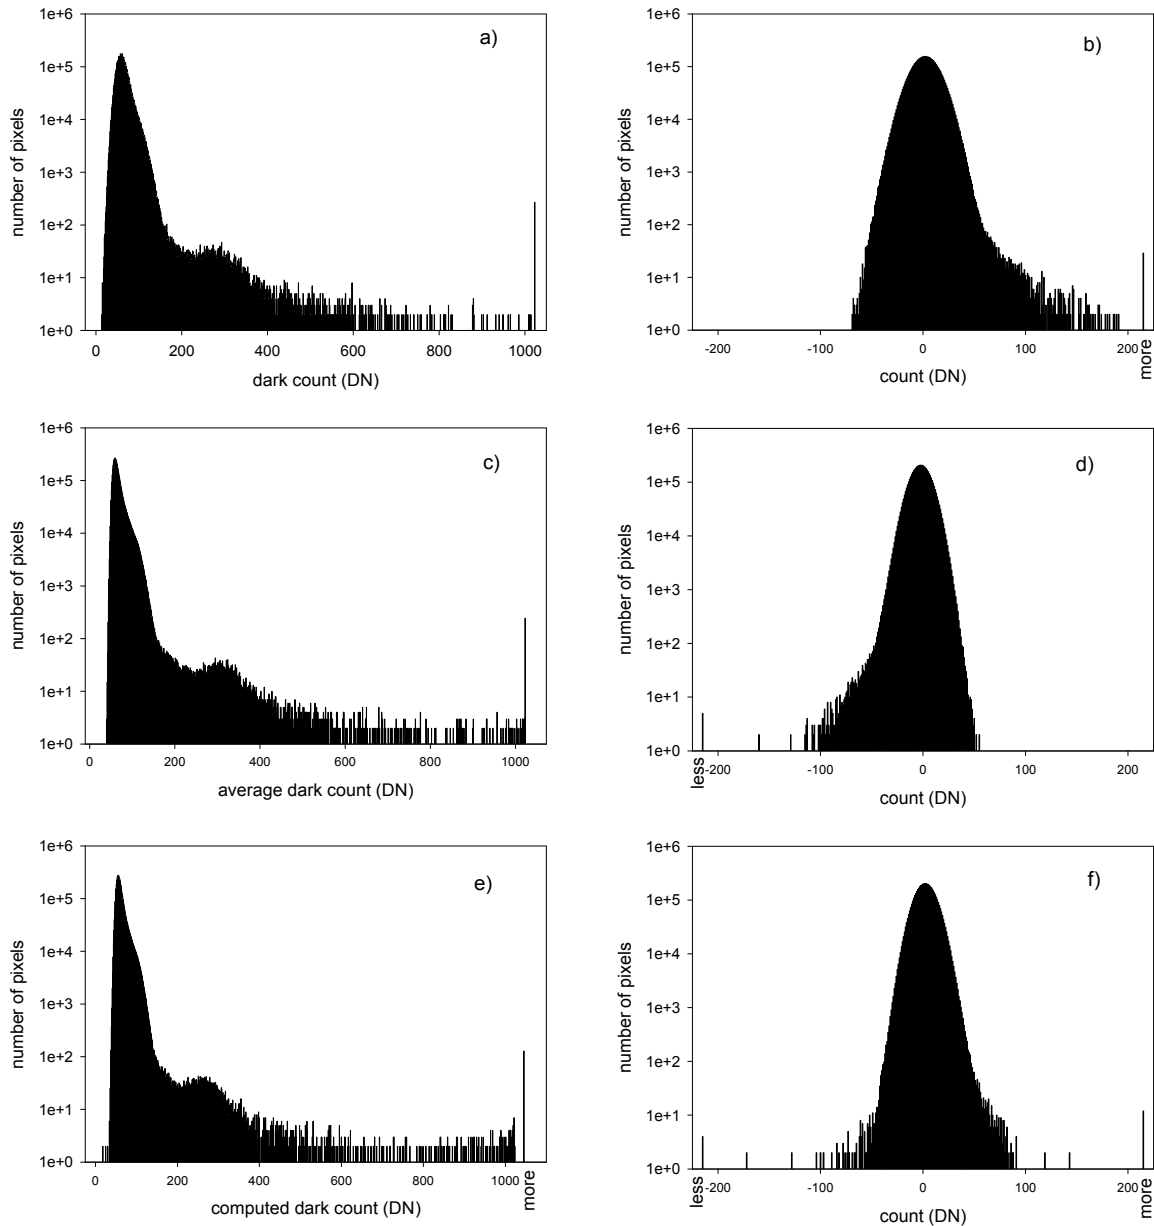 a)
1e+6
1e+5
1e+4
1e+3
1e+2
1e+1
1e+0
number of pixels
0 200 400 600 800 1000
dark count (DN)
b)
1e+6
1e+5
1e+4
1e+3
1e+2
1e+1
1e+0
number of pixels
-200 -100 0 100 200 more
count (DN)
c)
1e+6
1e+5
1e+4
1e+3
1e+2
1e+1
1e+0
number of pixels
0 200 400 600 800 1000
average dark count (DN)
d)
1e+6
1e+5
1e+4
1e+3
1e+2
1e+1
1e+0
number of pixels
less -200 -100 0 100 200
count (DN)
e)
1e+6
1e+5
1e+4
1e+3
1e+2
1e+1
1e+0
number of pixels
0 200 400 600 800 1000 more
computed dark count (DN)
f)
1e+6
1e+5
1e+4
1e+3
1e+2
1e+1
1e+0
number of pixels
less -200 -100 0 100 200 more
count (DN)